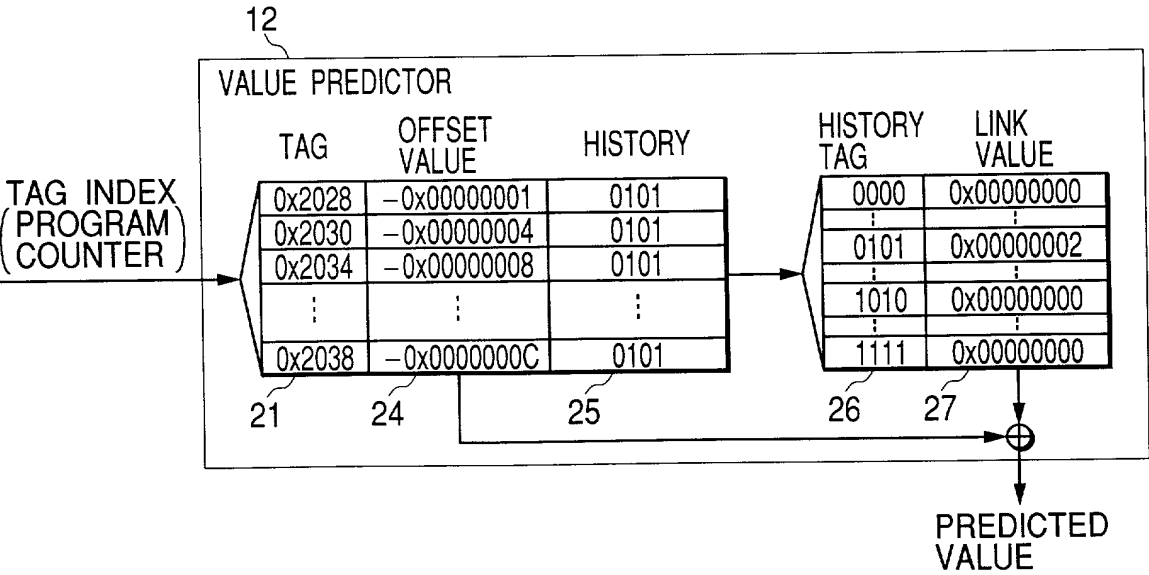 12
VALUE PREDICTOR
TAG OFFSET VALUE HISTORY
HISTORY TAG LINK VALUE
TAG INDEX
(PROGRAM
COUNTER)
0x2028 −0x00000001 0101
0x2030 −0x00000004 0101
0x2034 −0x00000008 0101
0x2038 −0x0000000C 0101
0000 0x00000000
0101 0x00000002
1010 0x00000000
1111 0x00000000
21 24 25 26 27
PREDICTED
VALUE